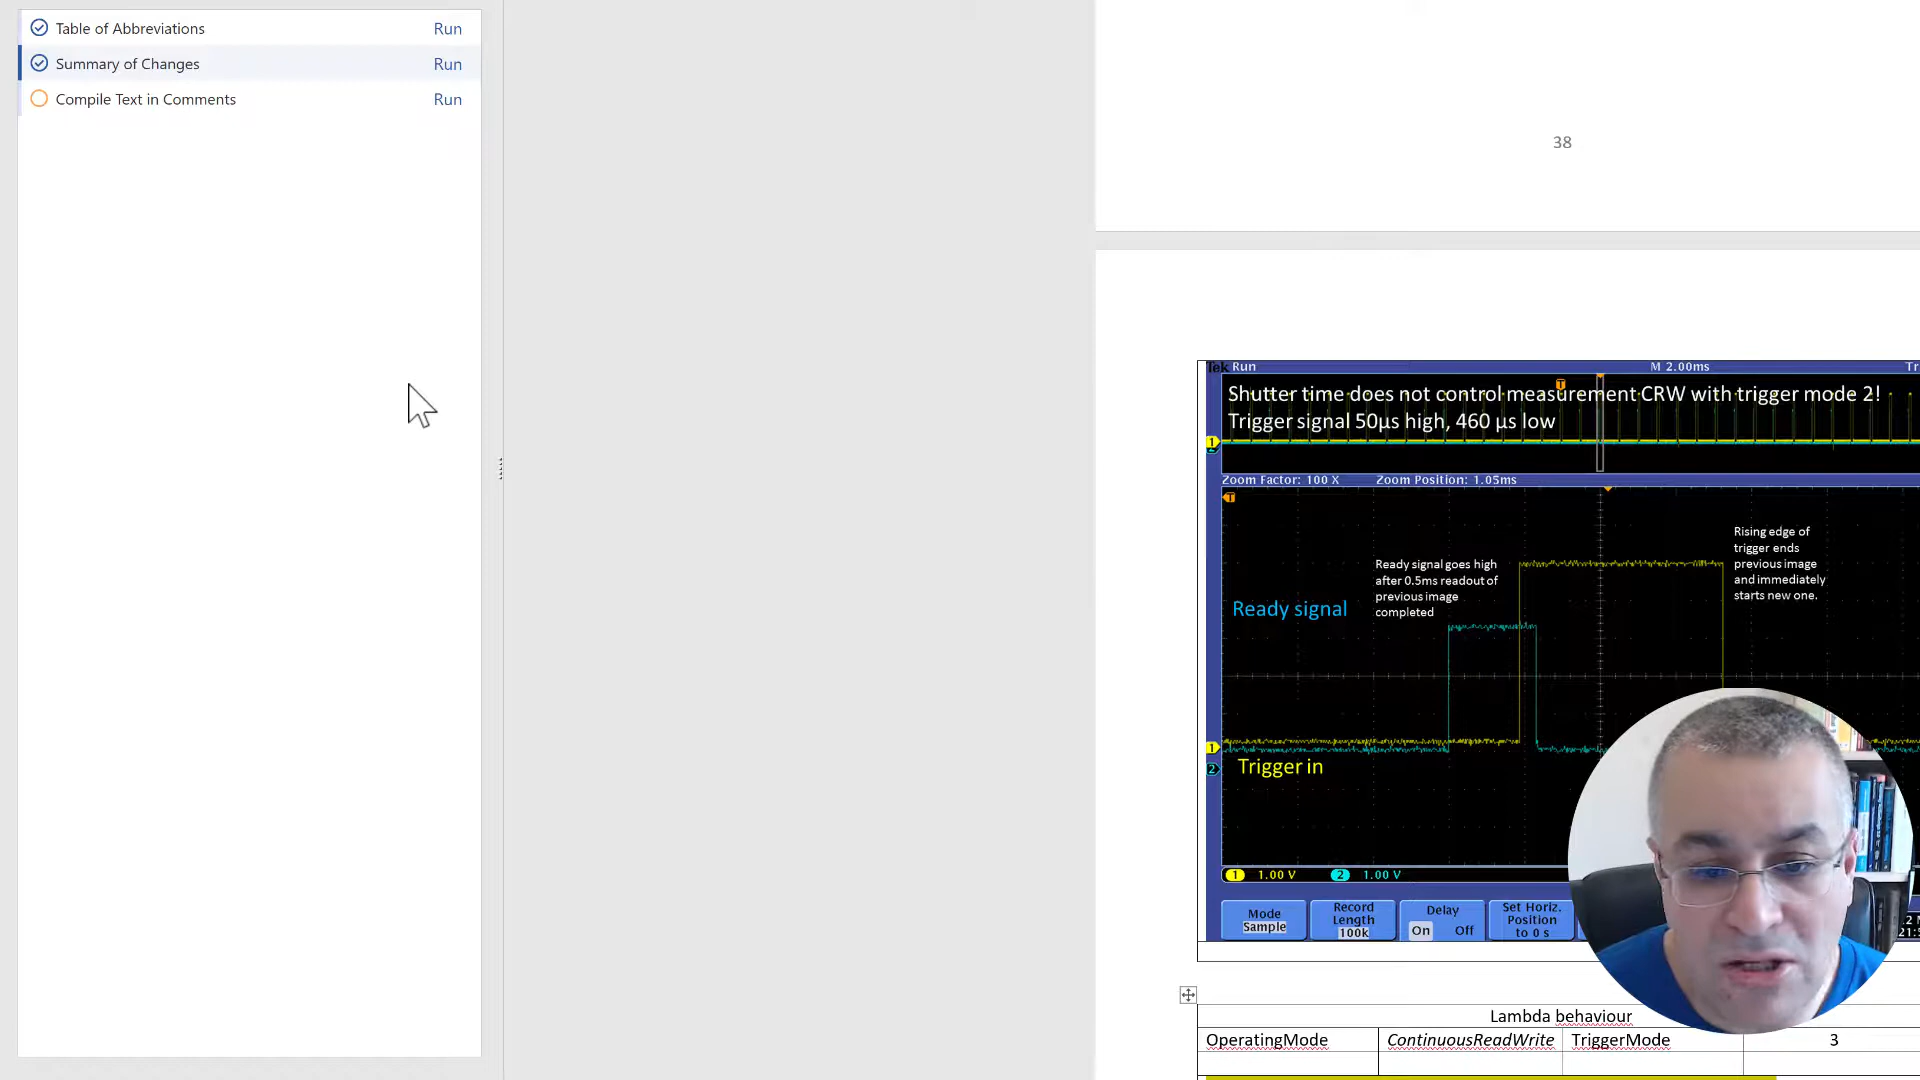 Table of Abbreviations Run
Summary of Changes Run
Compile Text in Comments Run
38
Tek Run M 2.00ms Tr
Shutter time does not control measurement CRW with trigger mode 2!
Trigger signal 50µs high, 460 µs low
Zoom Factor: 100 X Zoom Position: 1.05ms
Rising edge of
trigger ends
previous image
and immediately
starts new one.
Ready signal goes high
after 0.5ms readout of
previous image
completed
Ready signal
Trigger in
1 1.00 V 2 1.00 V
Mode
Sample
Record
Length
100k
Delay
On Off
Set Horiz.
Position
to 0 s
Lambda behaviour
OperatingMode ContinuousReadWrite TriggerMode 3